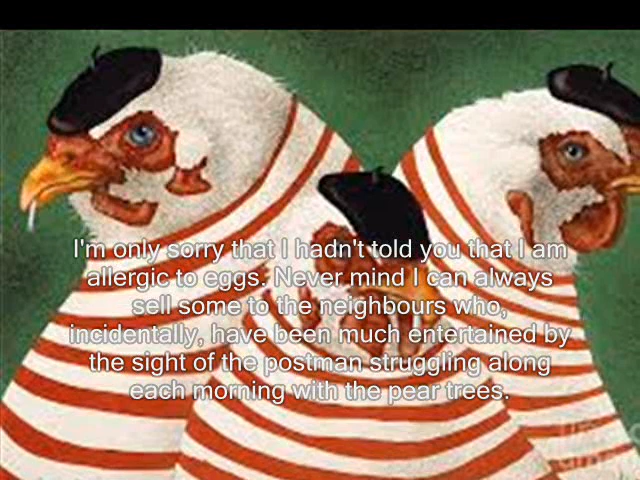 I'm only sorry that I hadn't told you that I am
allergic to eggs. Never mind I can always
sell some to the neighbours who,
incidentally, have been much entertained by
the sight of the postman struggling along
each morning with the pear trees.